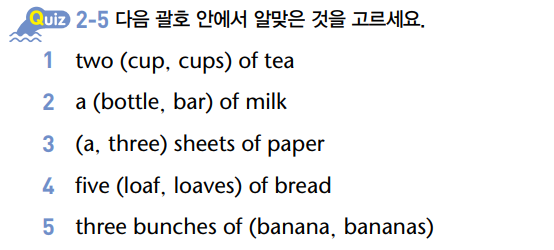 Quiz 2-5 다음 괄호 안에서 알맞은 것을 고르세요.
1 two (cup, cups) of tea
2 a (bottle, bar) of milk
3 (a, three) sheets of paper
4 five (loaf, loaves) of bread
5 three bunches of (banana, bananas)